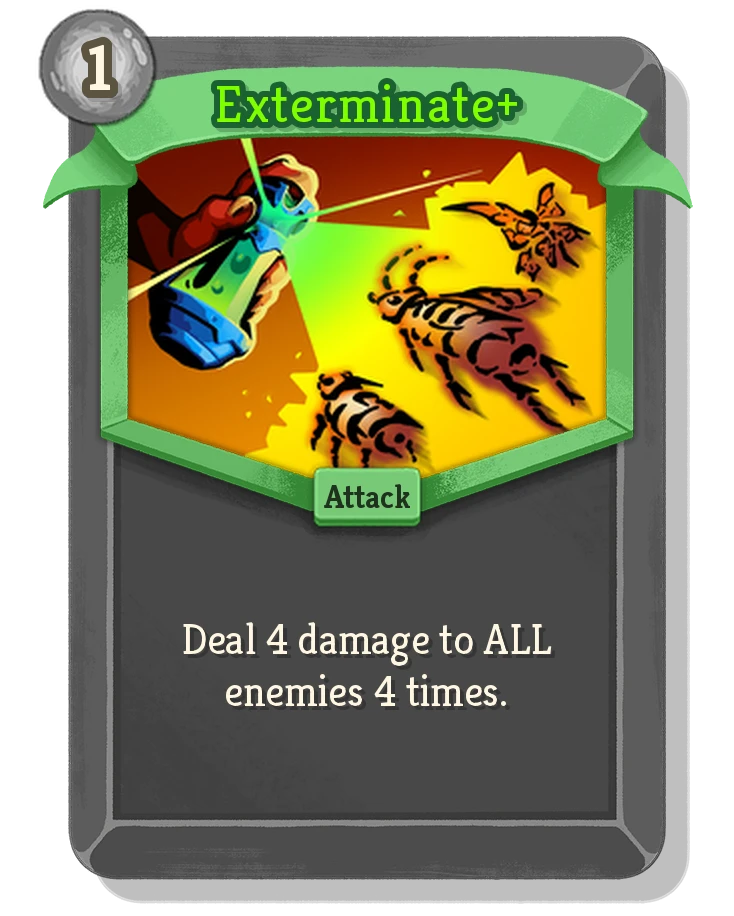 1
Exterminate+
Attack
Deal 4 damage to ALL
enemies 4 times.